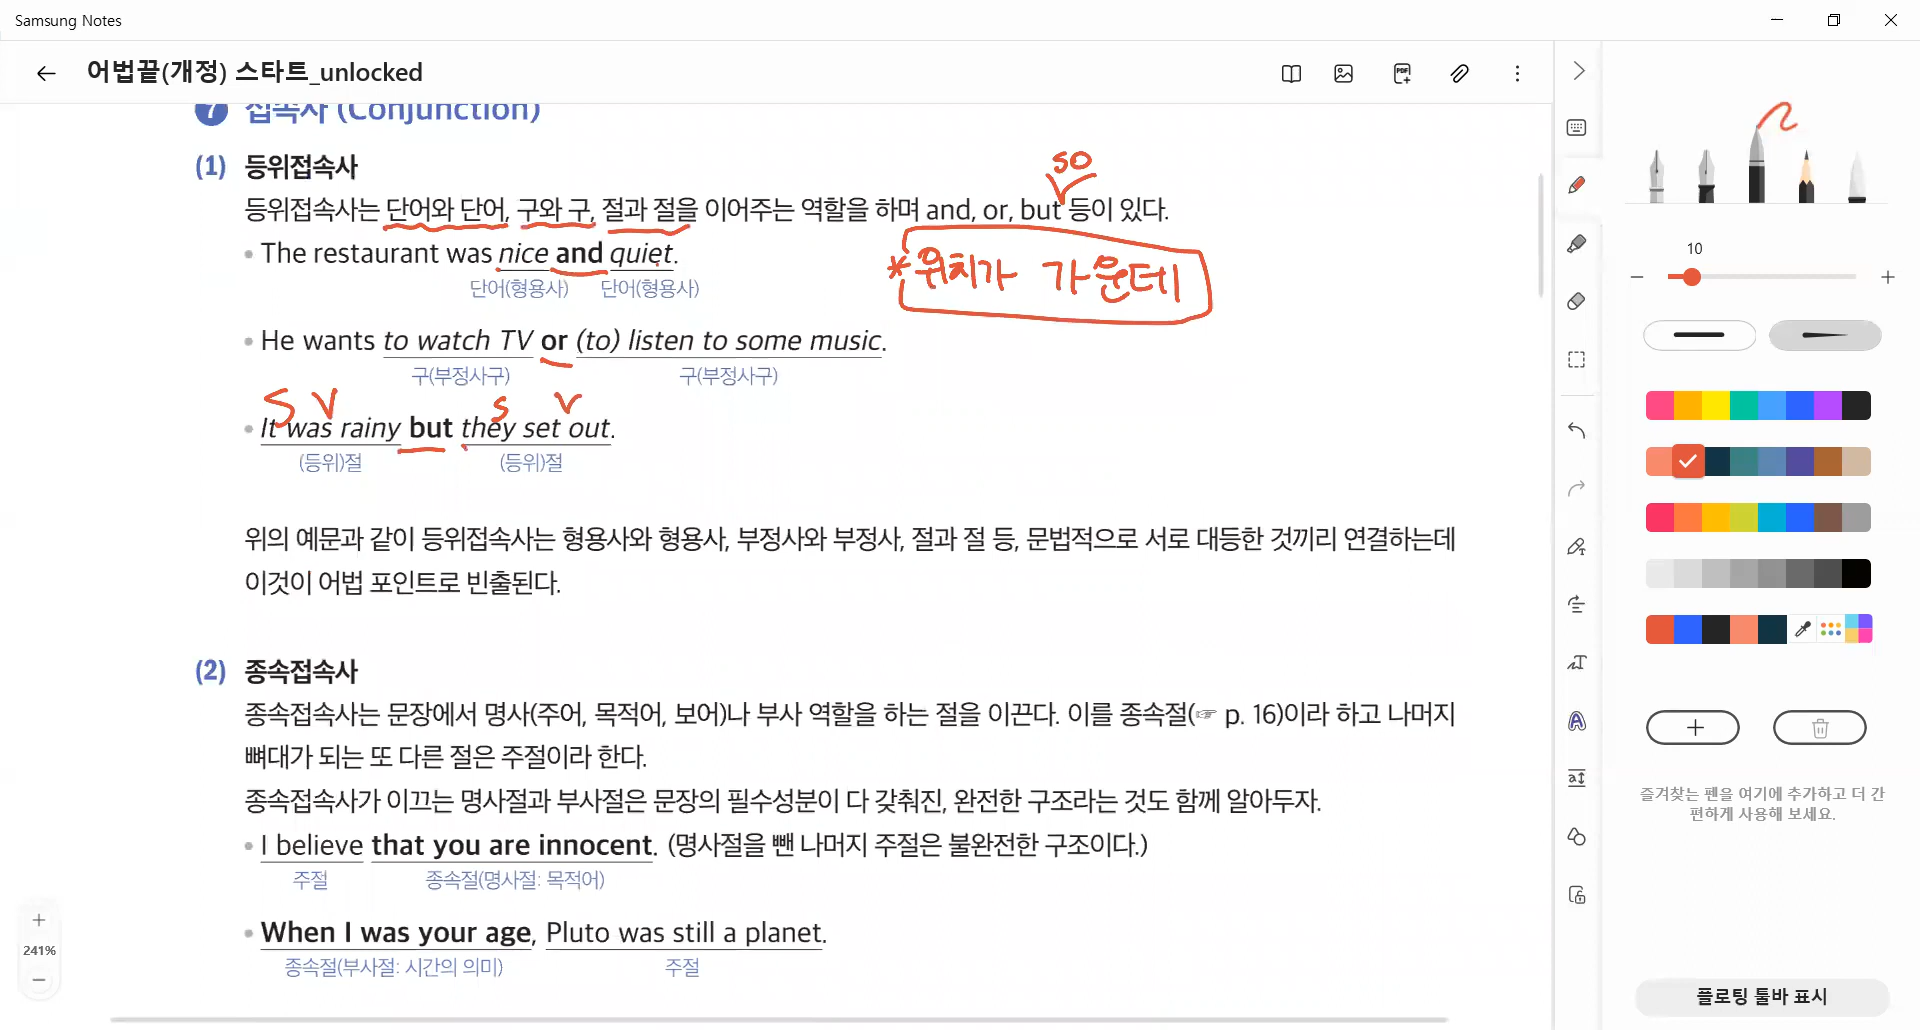 Samsung Notes
어법끝(개정) 스타트_unlocked
7 접속사 (Conjunction)
(1) 등위접속사
so
등위접속사는 단어와 단어, 구와 구, 절과 절을 이어주는 역할을 하며 and, or, but 등이 있다.
• The restaurant was nice and quiet.
단어(형용사) 단어(형용사)
*위치가 가운데
• He wants to watch TV or (to) listen to some music.
구(부정사구) 구(부정사구)
S V s v
• It was rainy but they set out.
(등위)절 (등위)절
위의 예문과 같이 등위접속사는 형용사와 형용사, 부정사와 부정사, 절과 절 등, 문법적으로 서로 대등한 것끼리 연결하는데
이것이 어법 포인트로 빈출된다.
(2) 종속접속사
종속접속사는 문장에서 명사(주어, 목적어, 보어)나 부사 역할을 하는 절을 이끈다. 이를 종속절(☞ p. 16)이라 하고 나머지
뼈대가 되는 또 다른 절은 주절이라 한다.
종속접속사가 이끄는 명사절과 부사절은 문장의 필수성분이 다 갖춰진, 완전한 구조라는 것도 함께 알아두자.
• I believe that you are innocent. (명사절을 뺀 나머지 주절은 불완전한 구조이다.)
주절 종속절(명사절: 목적어)
• When I was your age, Pluto was still a planet.
종속절(부사절: 시간의 의미) 주절
241%
10
즐겨찾는 펜을 여기에 추가하고 더 간
편하게 사용해 보세요.
플로팅 툴바 표시